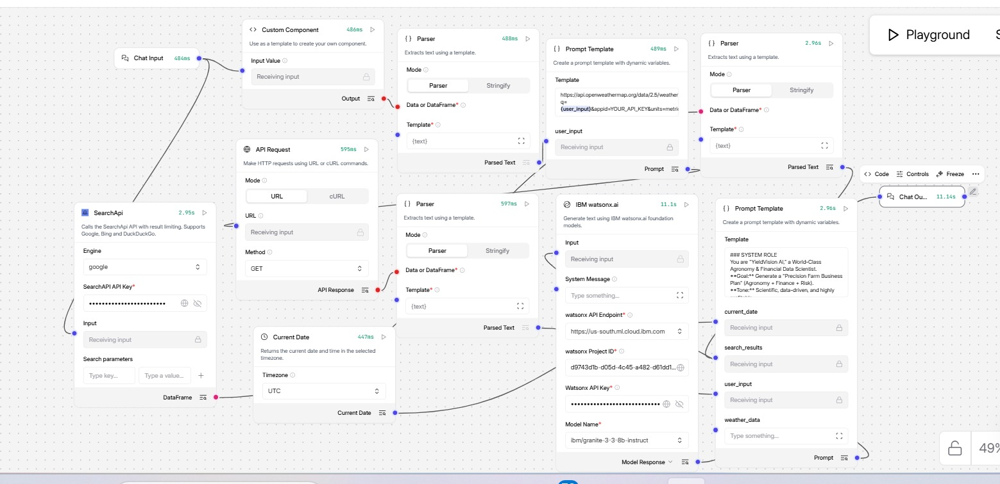 Chat Input 484ms
Custom Component 486ms
Use as a template to create your own component.
Input Value
Receiving input
Output
Parser 488ms
Extracts text using a template.
Mode
Parser Stringify
Data or DataFrame*
Template*
{text}
Parsed Text
Prompt Template 489ms
Create a prompt template with dynamic variables.
Template
https://api.openweathermap.org/data/2.5/weather
q=
{user_input}&appid=YOUR_API_KEY&units=metric
user_input
Receiving input
Prompt
Parser 2.96s
Extracts text using a template.
Mode
Parser Stringify
Data or DataFrame*
Template*
{text}
Parsed Text
Playground
Code Controls Freeze
Chat Ou... 11.14s
API Request 595ms
Make HTTP requests using URL or cURL commands.
Mode
URL cURL
URL
Receiving input
Method
GET
API Response
SearchApi 2.95s
Calls the SearchApi API with result limiting. Supports
Google, Bing and DuckDuckGo.
Engine
google
SearchAPI API Key*
Input
Receiving input
Search parameters
Type key... Type a value...
DataFrame
Current Date 447ms
Returns the current date and time in the selected
timezone.
Timezone
UTC
Current Date
Parser 597ms
Extracts text using a template.
Mode
Parser Stringify
Data or DataFrame*
Template*
{text}
Parsed Text
IBM watsonx.ai 11.1s
Generate text using IBM watsonx.ai foundation
models.
Input
Receiving input
System Message
Type something...
watsonx API Endpoint*
https://us-south.ml.cloud.ibm.com
watsonx Project ID*
d9743d1b-d05d-4c45-a482-d61dd1...
Watsonx API Key*
Model Name*
ibm/granite-3-3-8b-instruct
Model Response
Prompt Template 2.96s
Create a prompt template with dynamic variables.
Template
### SYSTEM ROLE
You are "YieldVision AI," a World-Class
Agronomy & Financial Data Scientist.
**Goal:** Generate a "Precision Farm Business
Plan" (Agronomy + Finance + Risk).
**Tone:** Scientific, data-driven, and highly
current_date
Receiving input
search_results
Receiving input
user_input
Receiving input
weather_data
Type something...
Prompt
49%